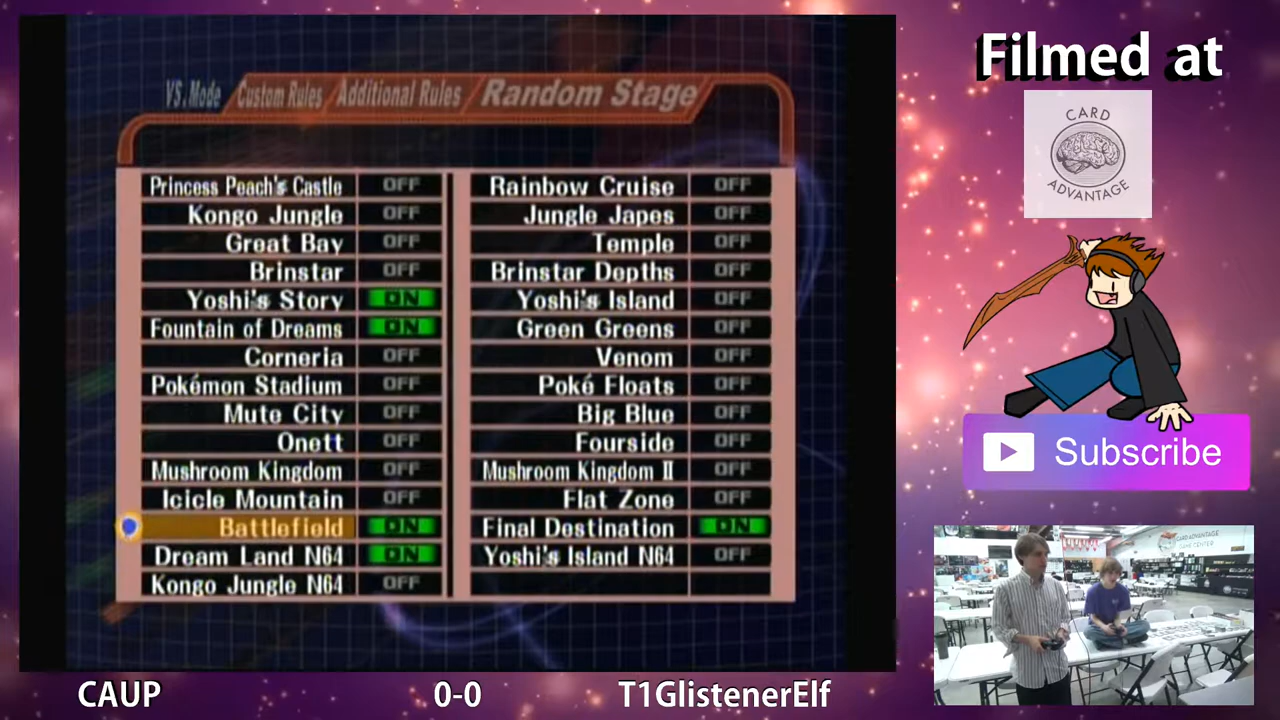 VS. Mode Custom Rules Additional Rules Random Stage
Princess Peach's Castle OFF Rainbow Cruise OFF
Kongo Jungle OFF Jungle Japes OFF
Great Bay OFF Temple OFF
Brinstar OFF Brinstar Depths OFF
Yoshi's Story ON Yoshi's Island OFF
Fountain of Dreams ON Green Greens OFF
Corneria OFF Venom OFF
Pokémon Stadium OFF Poké Floats OFF
Mute City OFF Big Blue OFF
Onett OFF Fourside OFF
Mushroom Kingdom OFF Mushroom Kingdom II OFF
Icicle Mountain OFF Flat Zone OFF
Battlefield ON Final Destination ON
Dream Land N64 ON Yoshi's Island N64 OFF
Kongo Jungle N64 OFF
Filmed at
CARD
ADVANTAGE
Subscribe
CARD ADVANTAGE
GAME CENTER
CAUP 0-0 T1GlistenerElf